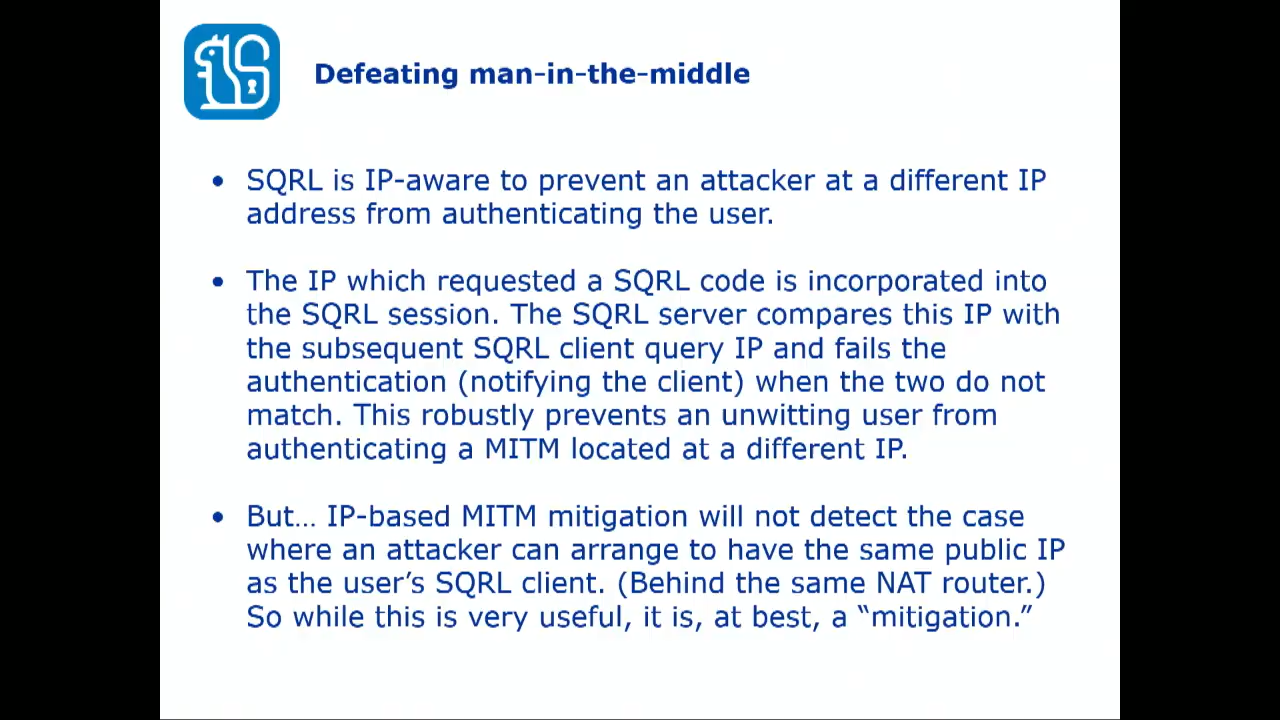 Defeating man-in-the-middle
• SQRL is IP-aware to prevent an attacker at a different IP
address from authenticating the user.
• The IP which requested a SQRL code is incorporated into
the SQRL session. The SQRL server compares this IP with
the subsequent SQRL client query IP and fails the
authentication (notifying the client) when the two do not
match. This robustly prevents an unwitting user from
authenticating a MITM located at a different IP.
• But… IP-based MITM mitigation will not detect the case
where an attacker can arrange to have the same public IP
as the user’s SQRL client. (Behind the same NAT router.)
So while this is very useful, it is, at best, a “mitigation.”